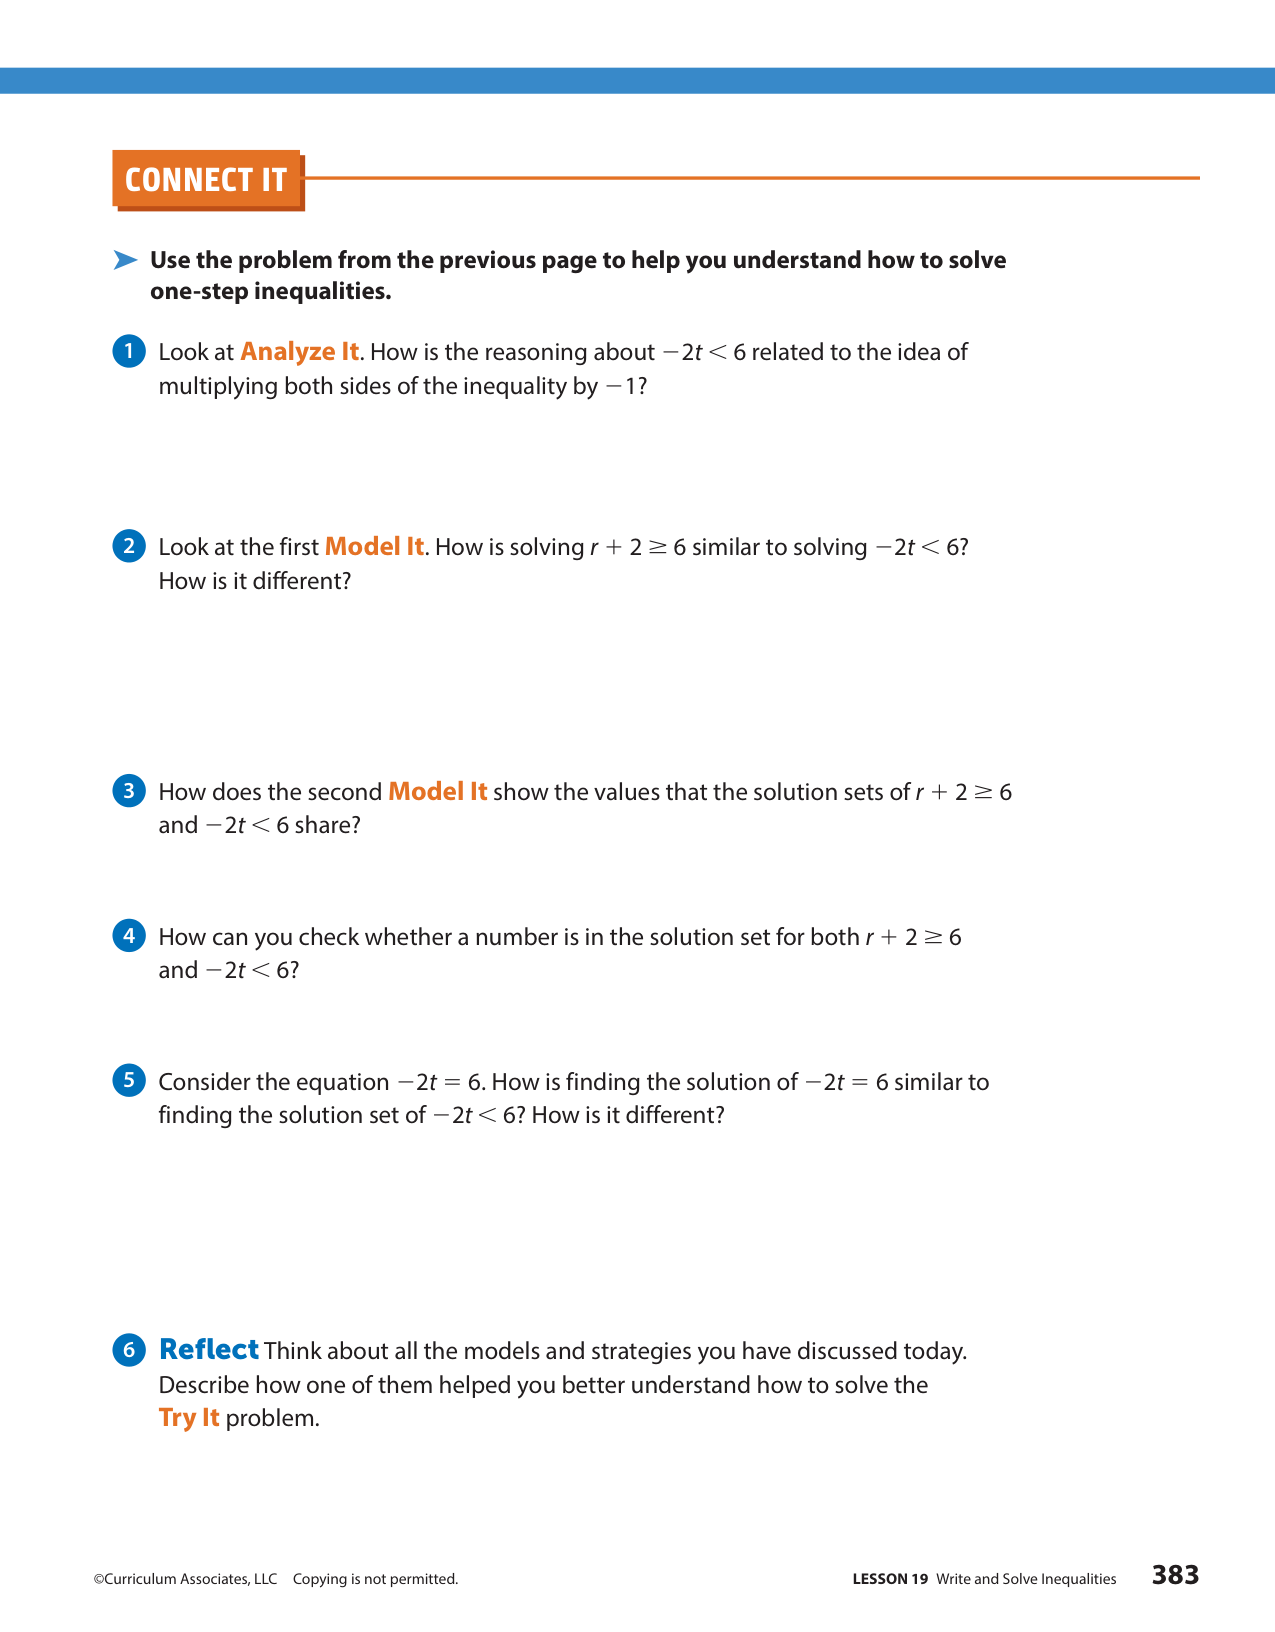 CONNECT IT
Use the problem from the previous page to help you understand how to solve
one-step inequalities.
1 Look at Analyze It. How is the reasoning about −2t < 6 related to the idea of
multiplying both sides of the inequality by −1?
2 Look at the first Model It. How is solving r + 2 ≥ 6 similar to solving −2t < 6?
How is it different?
3 How does the second Model It show the values that the solution sets of r + 2 ≥ 6
and −2t < 6 share?
4 How can you check whether a number is in the solution set for both r + 2 ≥ 6
and −2t < 6?
5 Consider the equation −2t = 6. How is finding the solution of −2t = 6 similar to
finding the solution set of −2t < 6? How is it different?
6 Reflect Think about all the models and strategies you have discussed today.
Describe how one of them helped you better understand how to solve the
Try It problem.
©Curriculum Associates, LLC Copying is not permitted.
LESSON 19 Write and Solve Inequalities 383